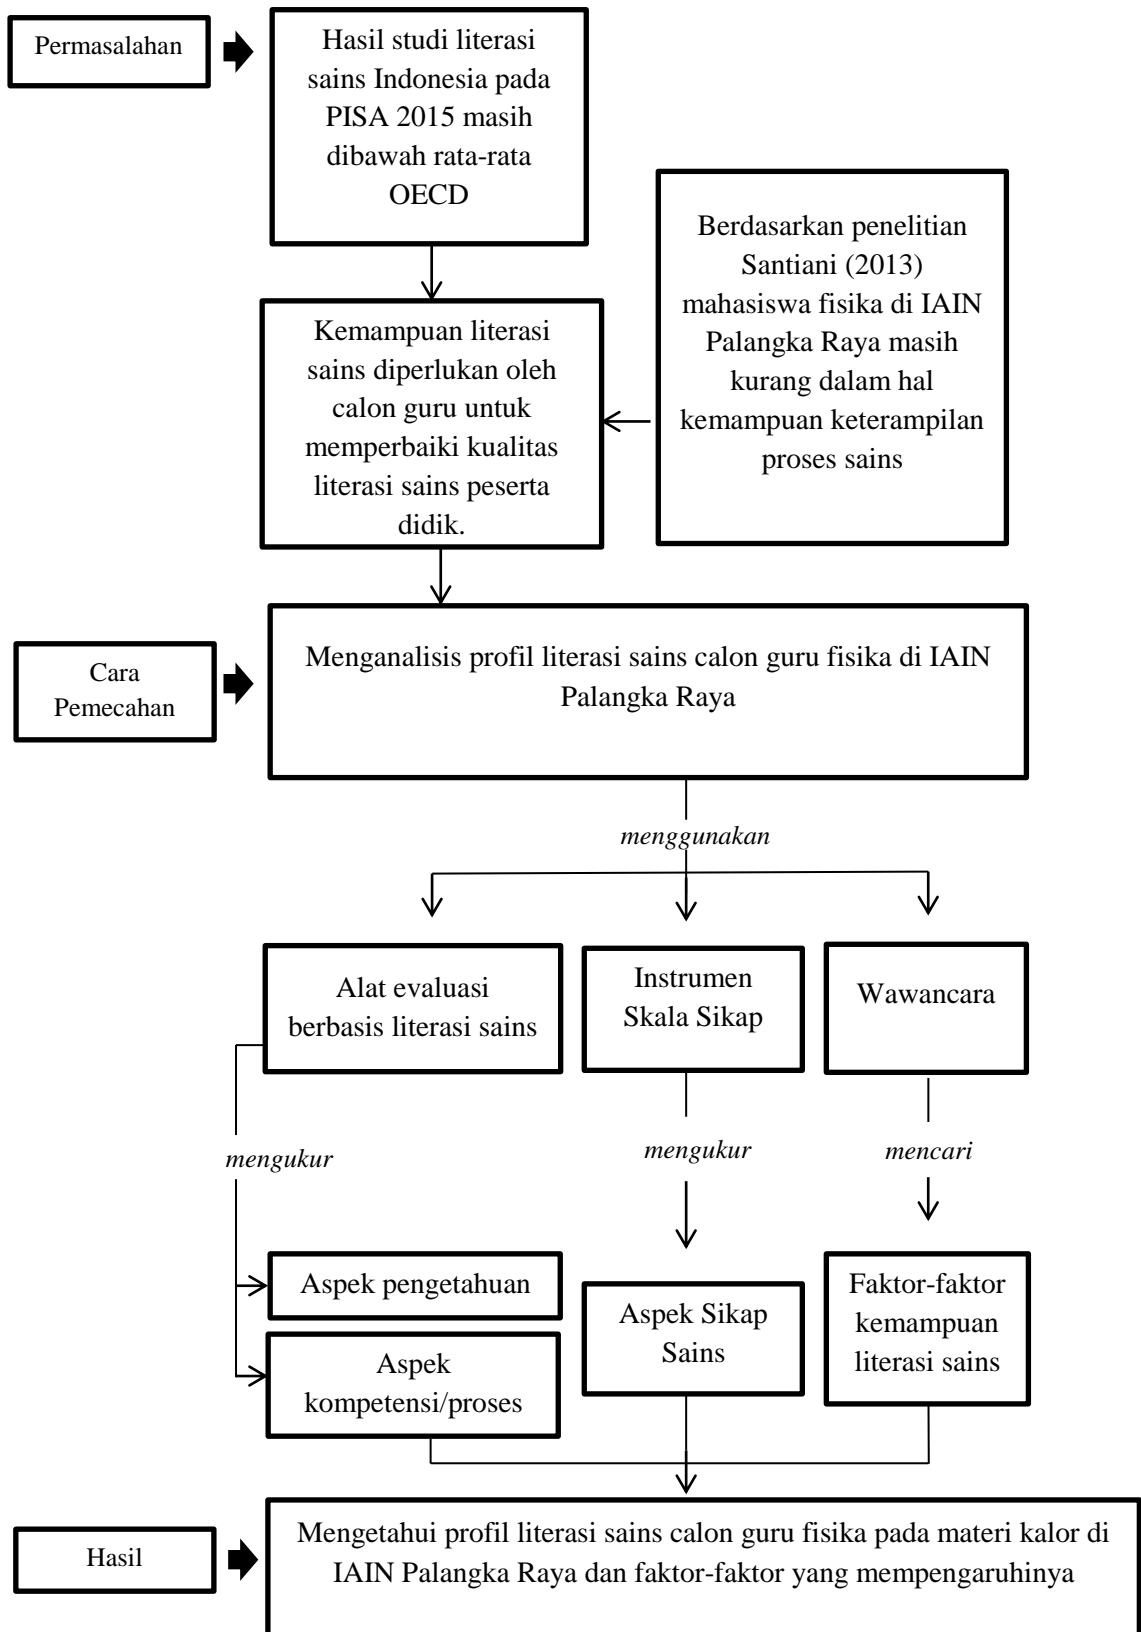 Permasalahan
Hasil studi literasi
sains Indonesia pada
PISA 2015 masih
dibawah rata-rata
OECD
Berdasarkan penelitian
Santiani (2013)
mahasiswa fisika di IAIN
Palangka Raya masih
kurang dalam hal
kemampuan keterampilan
proses sains
Kemampuan literasi
sains diperlukan oleh
calon guru untuk
memperbaiki kualitas
literasi sains peserta
didik.
Cara
Pemecahan
Menganalisis profil literasi sains calon guru fisika di IAIN
Palangka Raya
menggunakan
Alat evaluasi
berbasis literasi sains
Instrumen
Skala Sikap
Wawancara
mengukur
mengukur
mencari
Aspek pengetahuan
Aspek
kompetensi/proses
Aspek Sikap
Sains
Faktor-faktor
kemampuan
literasi sains
Hasil
Mengetahui profil literasi sains calon guru fisika pada materi kalor di
IAIN Palangka Raya dan faktor-faktor yang mempengaruhinya